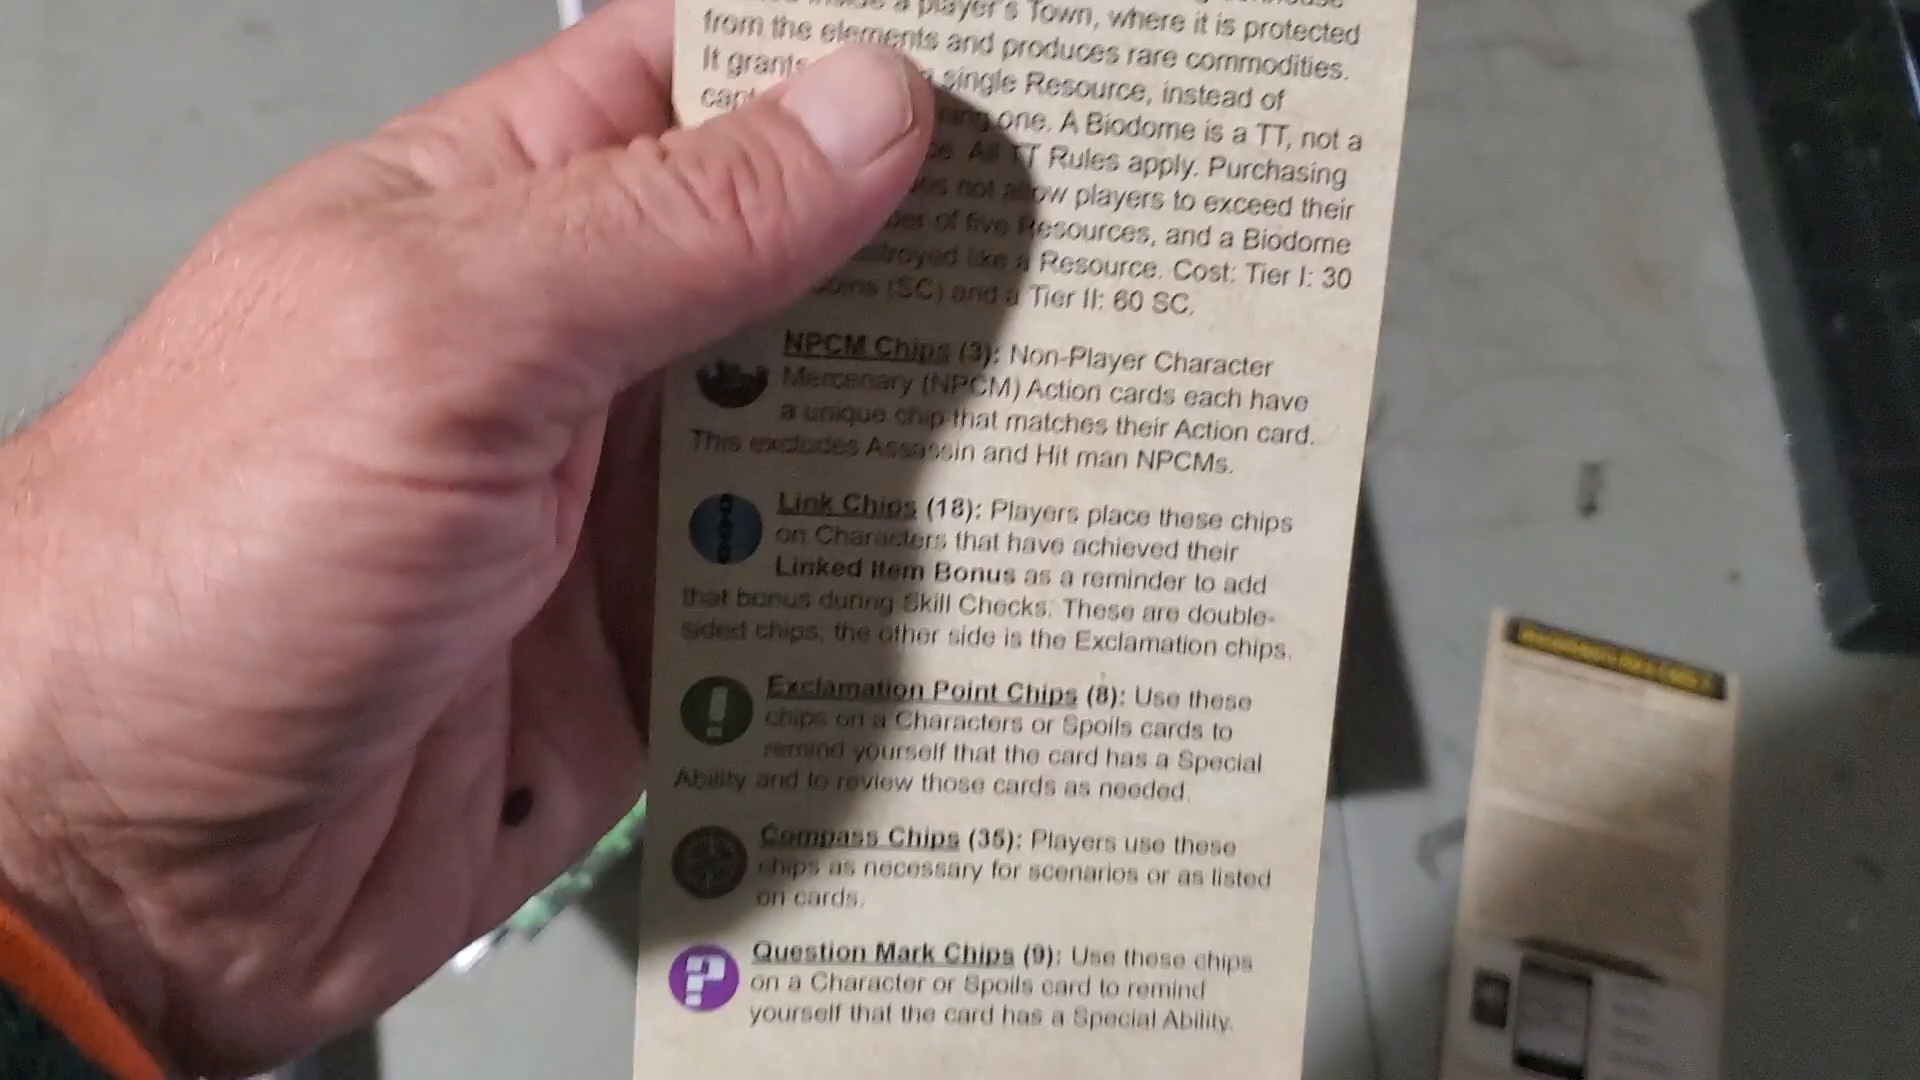 a player's Town, where it is protected
from the elements and produces rare commodities.
It grants single Resource, instead of
one. A Biodome is a TT, not a
All TT Rules apply. Purchasing
not allow players to exceed their
of five Resources, and a Biodome
like a Resource. Cost: Tier I: 30
(SC) and a Tier II: 60 SC.
NPCM Chips (3): Non-Player Character
Mercenary (NPCM) Action cards each have
a unique chip that matches their Action card.
This excludes Assassin and Hit man NPCMs.
Link Chips (18): Players place these chips
on Characters that have achieved their
Linked Item Bonus as a reminder to add
that bonus during Skill Checks. These are double-
sided chips; the other side is the Exclamation chips.
!
Exclamation Point Chips (8): Use these
chips on a Characters or Spoils cards to
remind yourself that the card has a Special
Ability and to review those cards as needed.
Compass Chips (35): Players use these
chips as necessary for scenarios or as listed
on cards.
?
Question Mark Chips (9): Use these chips
on a Character or Spoils card to remind
yourself that the card has a Special Ability.